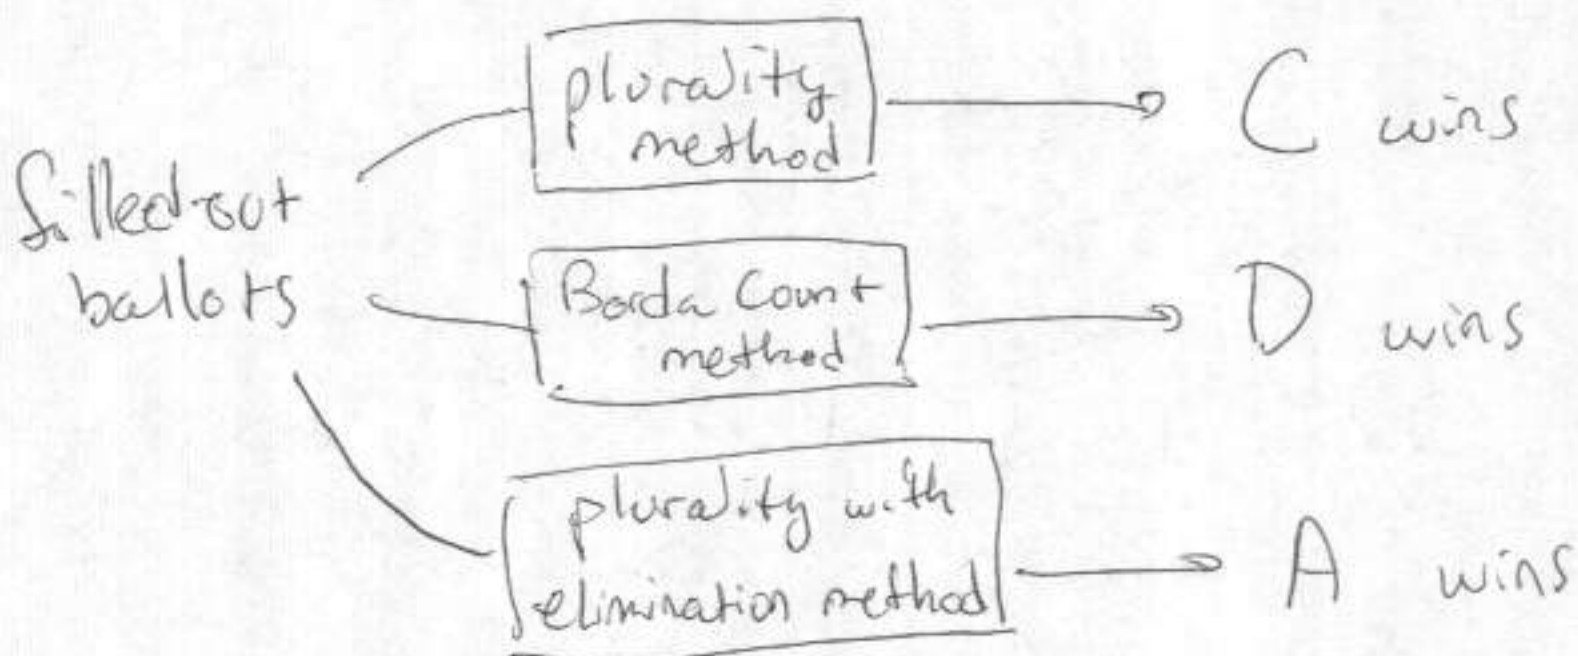 filled-out
ballots
plurality
method
C wins
Borda Count
method
D wins
plurality with
elimination method
A wins